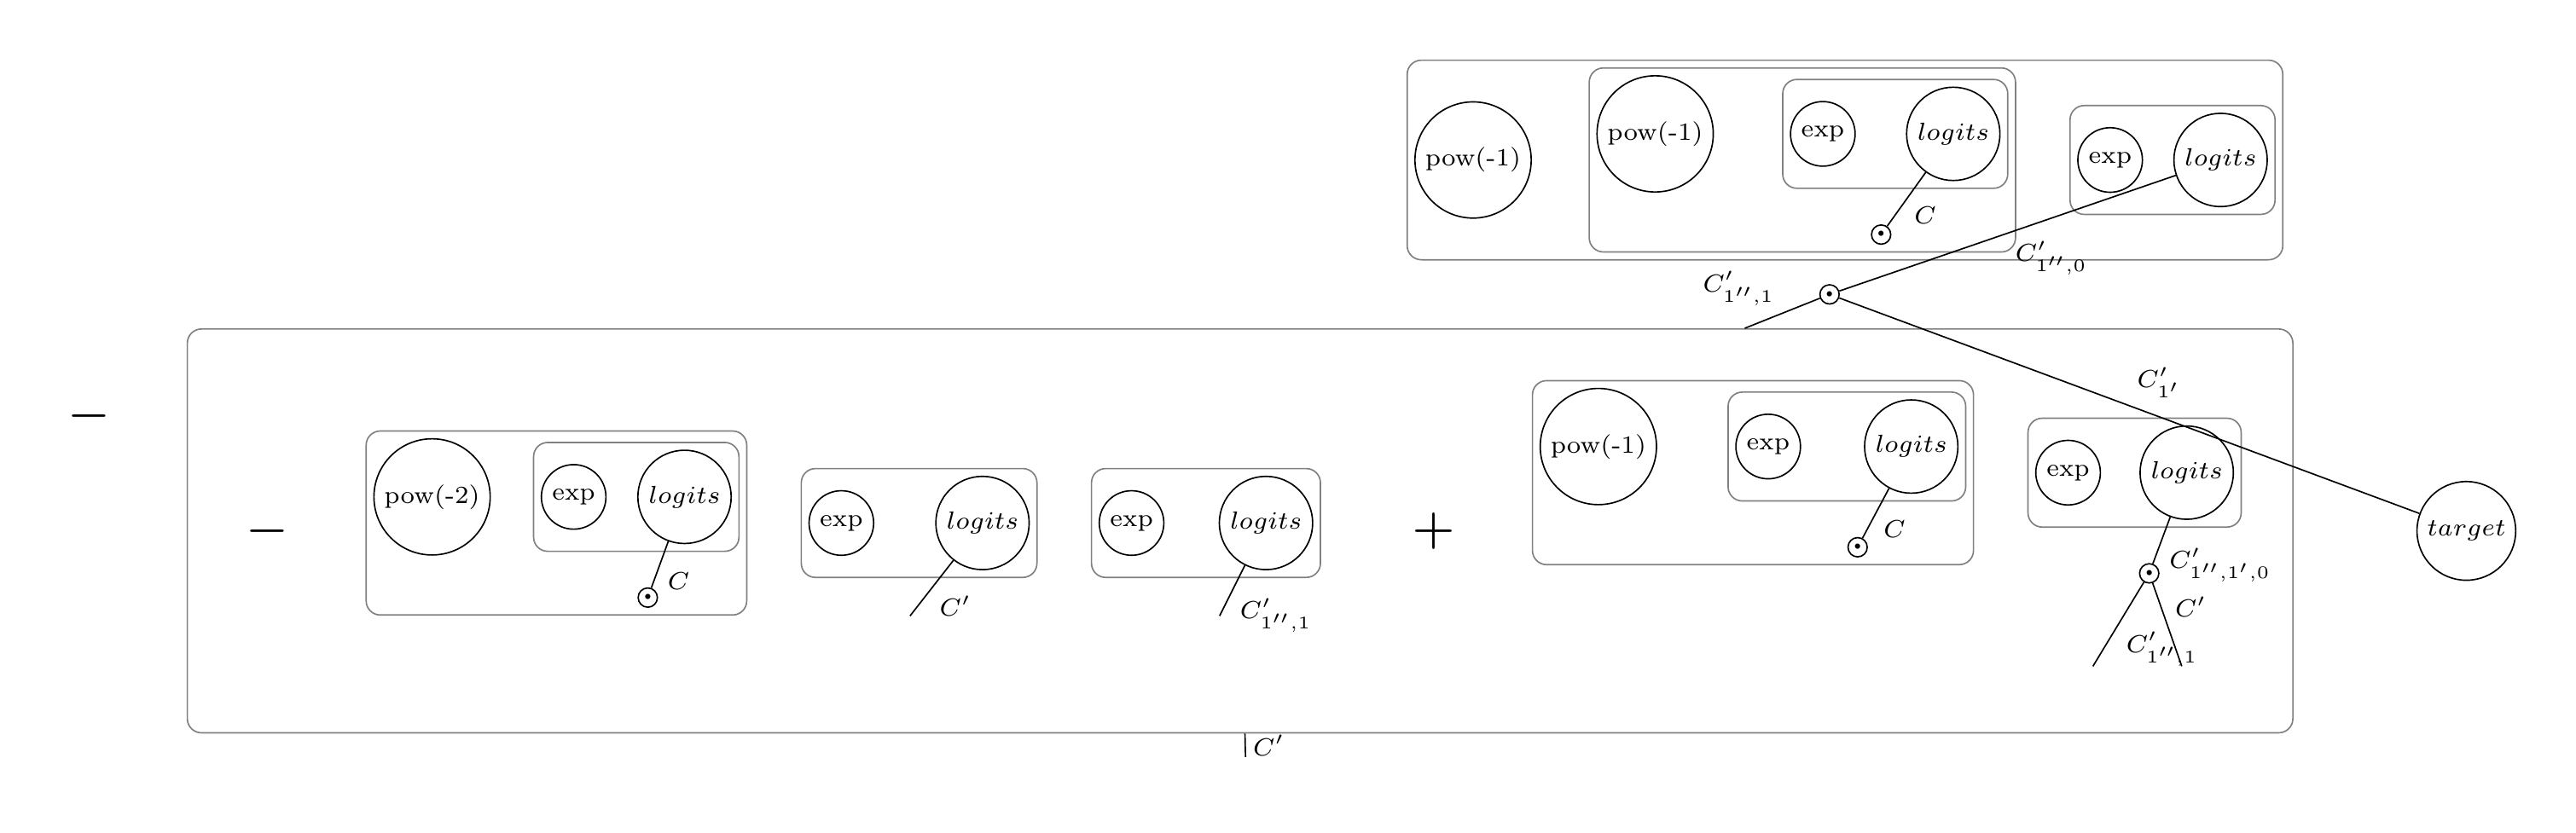 pow(-1) pow(-1) exp logits exp logits
C
C′₁″,₀
C′₁″,₁
C′₁′
−
pow(-1) exp logits exp logits
− pow(-2) exp logits exp logits exp logits + target
C
C C′ C′₁″,₁ C′₁″,₁′,₀
C′
C′₁″,₁
C′